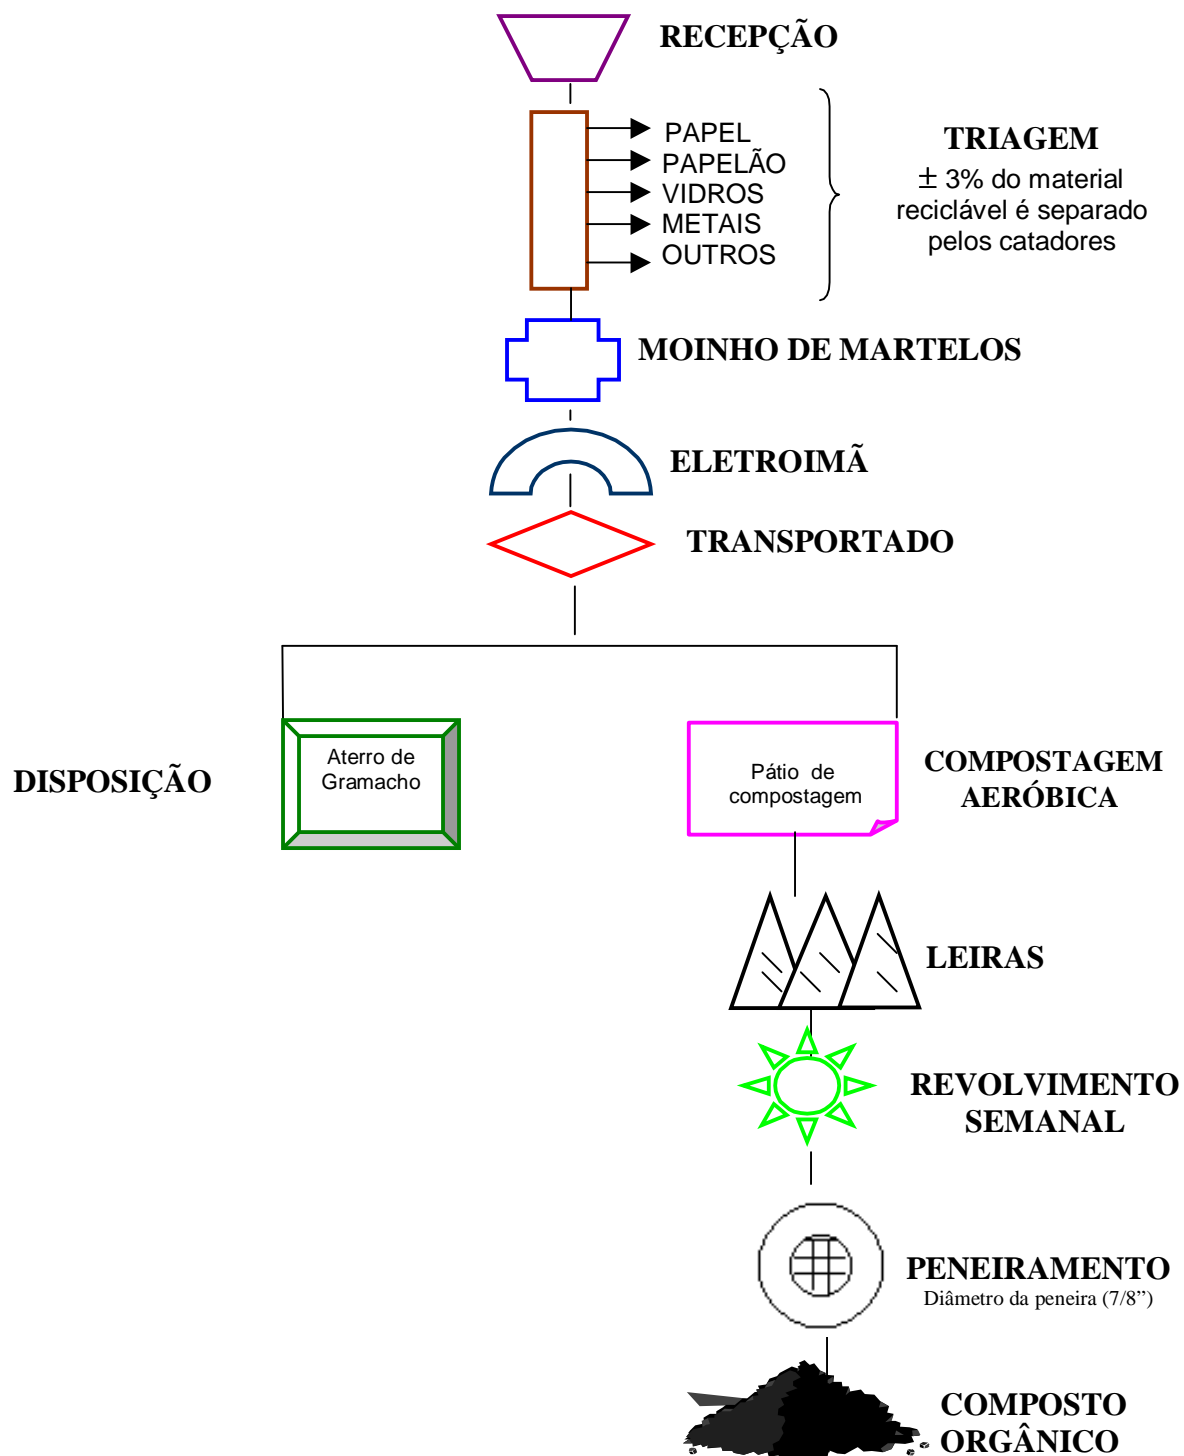 RECEPÇÃO
PAPEL
PAPELÃO
VIDROS
METAIS
OUTROS
TRIAGEM
± 3% do material
reciclável é separado
pelos catadores
MOINHO DE MARTELOS
ELETROIMÃ
TRANSPORTADO
DISPOSIÇÃO
Aterro de
Gramacho
Pátio de
compostagem
COMPOSTAGEM
AERÓBICA
LEIRAS
REVOLVIMENTO
SEMANAL
PENEIRAMENTO
Diâmetro da peneira (7/8”)
COMPOSTO
ORGÂNICO